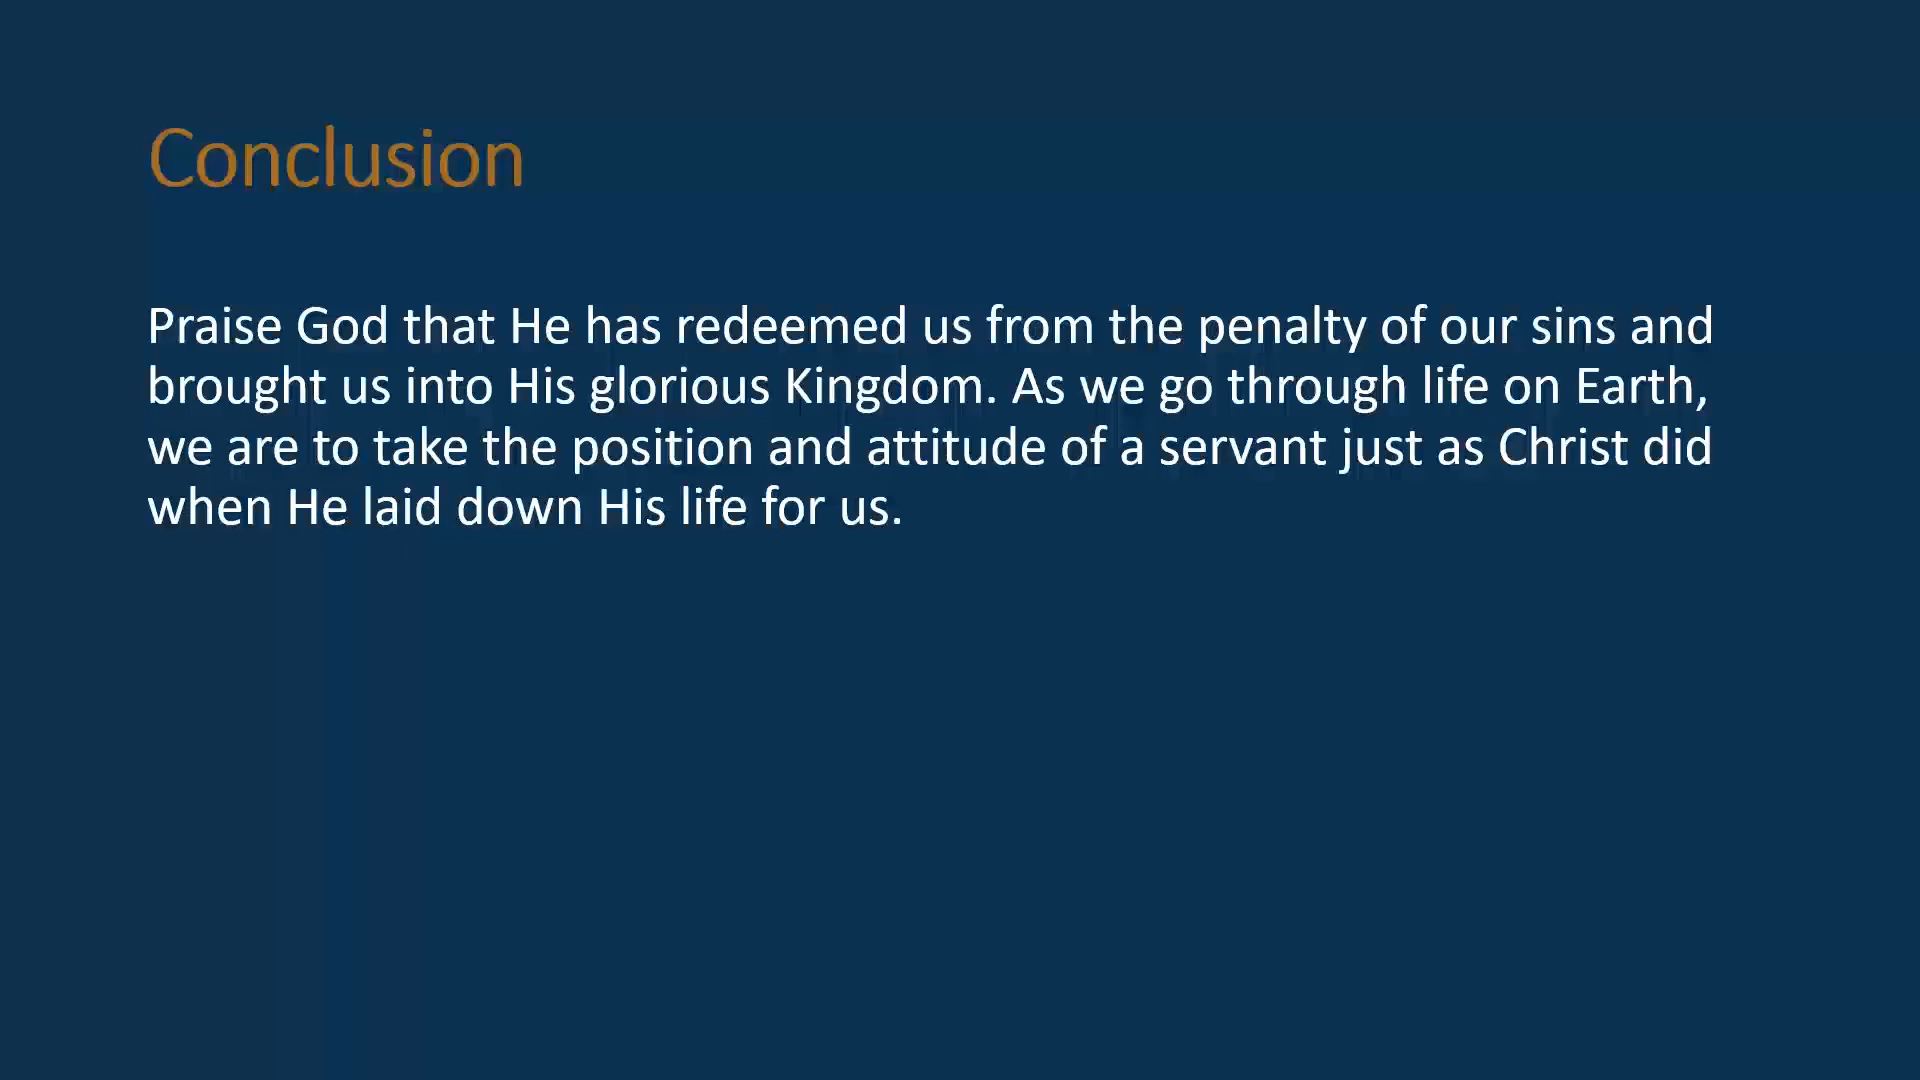 Conclusion
Praise God that He has redeemed us from the penalty of our sins and
brought us into His glorious Kingdom. As we go through life on Earth,
we are to take the position and attitude of a servant just as Christ did
when He laid down His life for us.